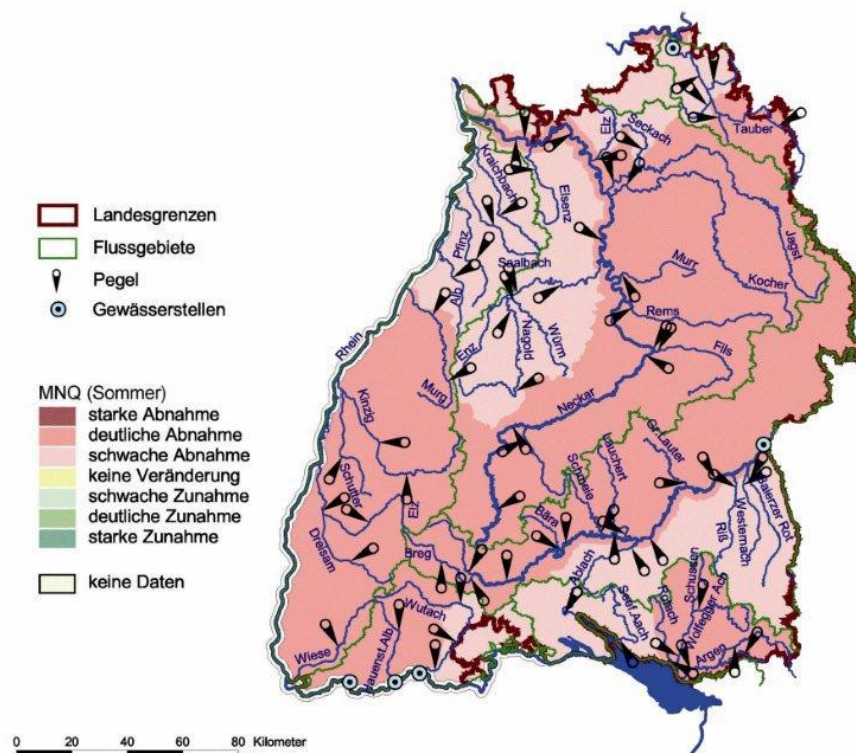 Landesgrenzen
Flussgebiete
Pegel
Gewässerstellen
MNQ (Sommer)
starke Abnahme
deutliche Abnahme
schwache Abnahme
keine Veränderung
schwache Zunahme
deutliche Zunahme
starke Zunahme
keine Daten
0 20 40 60 80 Kilometer
Tauber
Elz
Seckach
Kraichbach
Elsenz
Pfinz
Saalbach
Alb
Murr
Jagst
Kocher
Rems
Rhein
Enz
Nagold
Würm
Fils
Murg
Neckar
Kinzig
Gr.Lauter
Lauchert
Schmeie
Schutter
Elz
Bära
Baierzer Rot
Westernach
Riß
Dreisam
Breg
Ablach
Schussen
Wolfegger Ach
Rotach
Seef.Aach
Wutach
Hauenst.Alb
Wiese
Argen